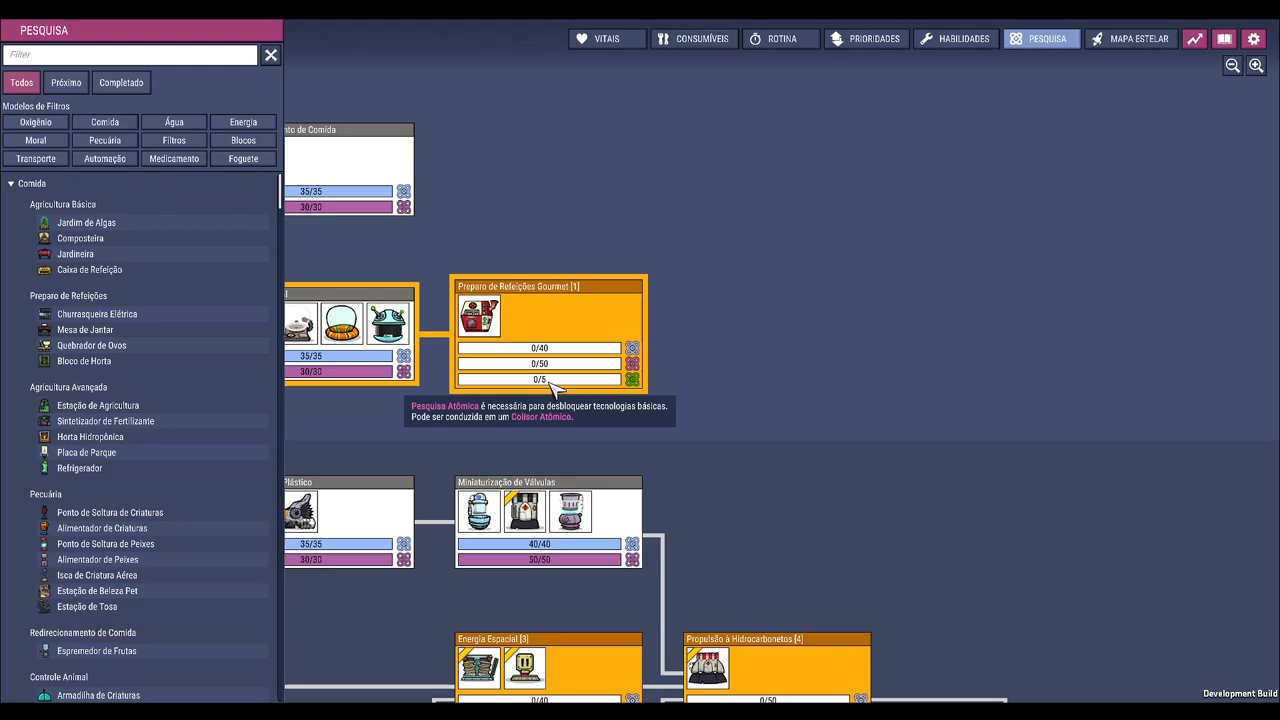 PESQUISA
VITAIS
CONSUMÍVEIS
ROTINA
PRIORIDADES
HABILIDADES
PESQUISA
MAPA ESTELAR
Filter
Todos
Próximo
Completado
Modelos de Filtros
Oxigênio
Comida
Água
Energia
Moral
Pecuária
Filtros
Blocos
Transporte
Automação
Medicamento
Foguete
Comida
Agricultura Básica
Jardim de Algas
Composteira
Jardineira
Caixa de Refeição
Preparo de Refeições
Churrasqueira Elétrica
Mesa de Jantar
Quebrador de Ovos
Bloco de Horta
Agricultura Avançada
Estação de Agricultura
Sintetizador de Fertilizante
Horta Hidropônica
Placa de Parque
Refrigerador
Pecuária
Ponto de Soltura de Criaturas
Alimentador de Criaturas
Ponto de Soltura de Peixes
Alimentador de Peixes
Isca de Criatura Aérea
Estação de Beleza Pet
Estação de Tosa
Redirecionamento de Comida
Espremedor de Frutas
Controle Animal
Armadilha de Criaturas
nto de Comida
35/35
30/30
l
35/35
30/30
Preparo de Refeições Gourmet [1]
0/40
0/50
0/5
Pesquisa Atômica é necessária para desbloquear tecnologias básicas.
Pode ser conduzida em um Colisor Atômico.
Plástico
35/35
30/30
Miniaturização de Válvulas
40/40
50/50
Energia Espacial [3]
0/40
Propulsão à Hidrocarbonetos [4]
0/50
Development Build